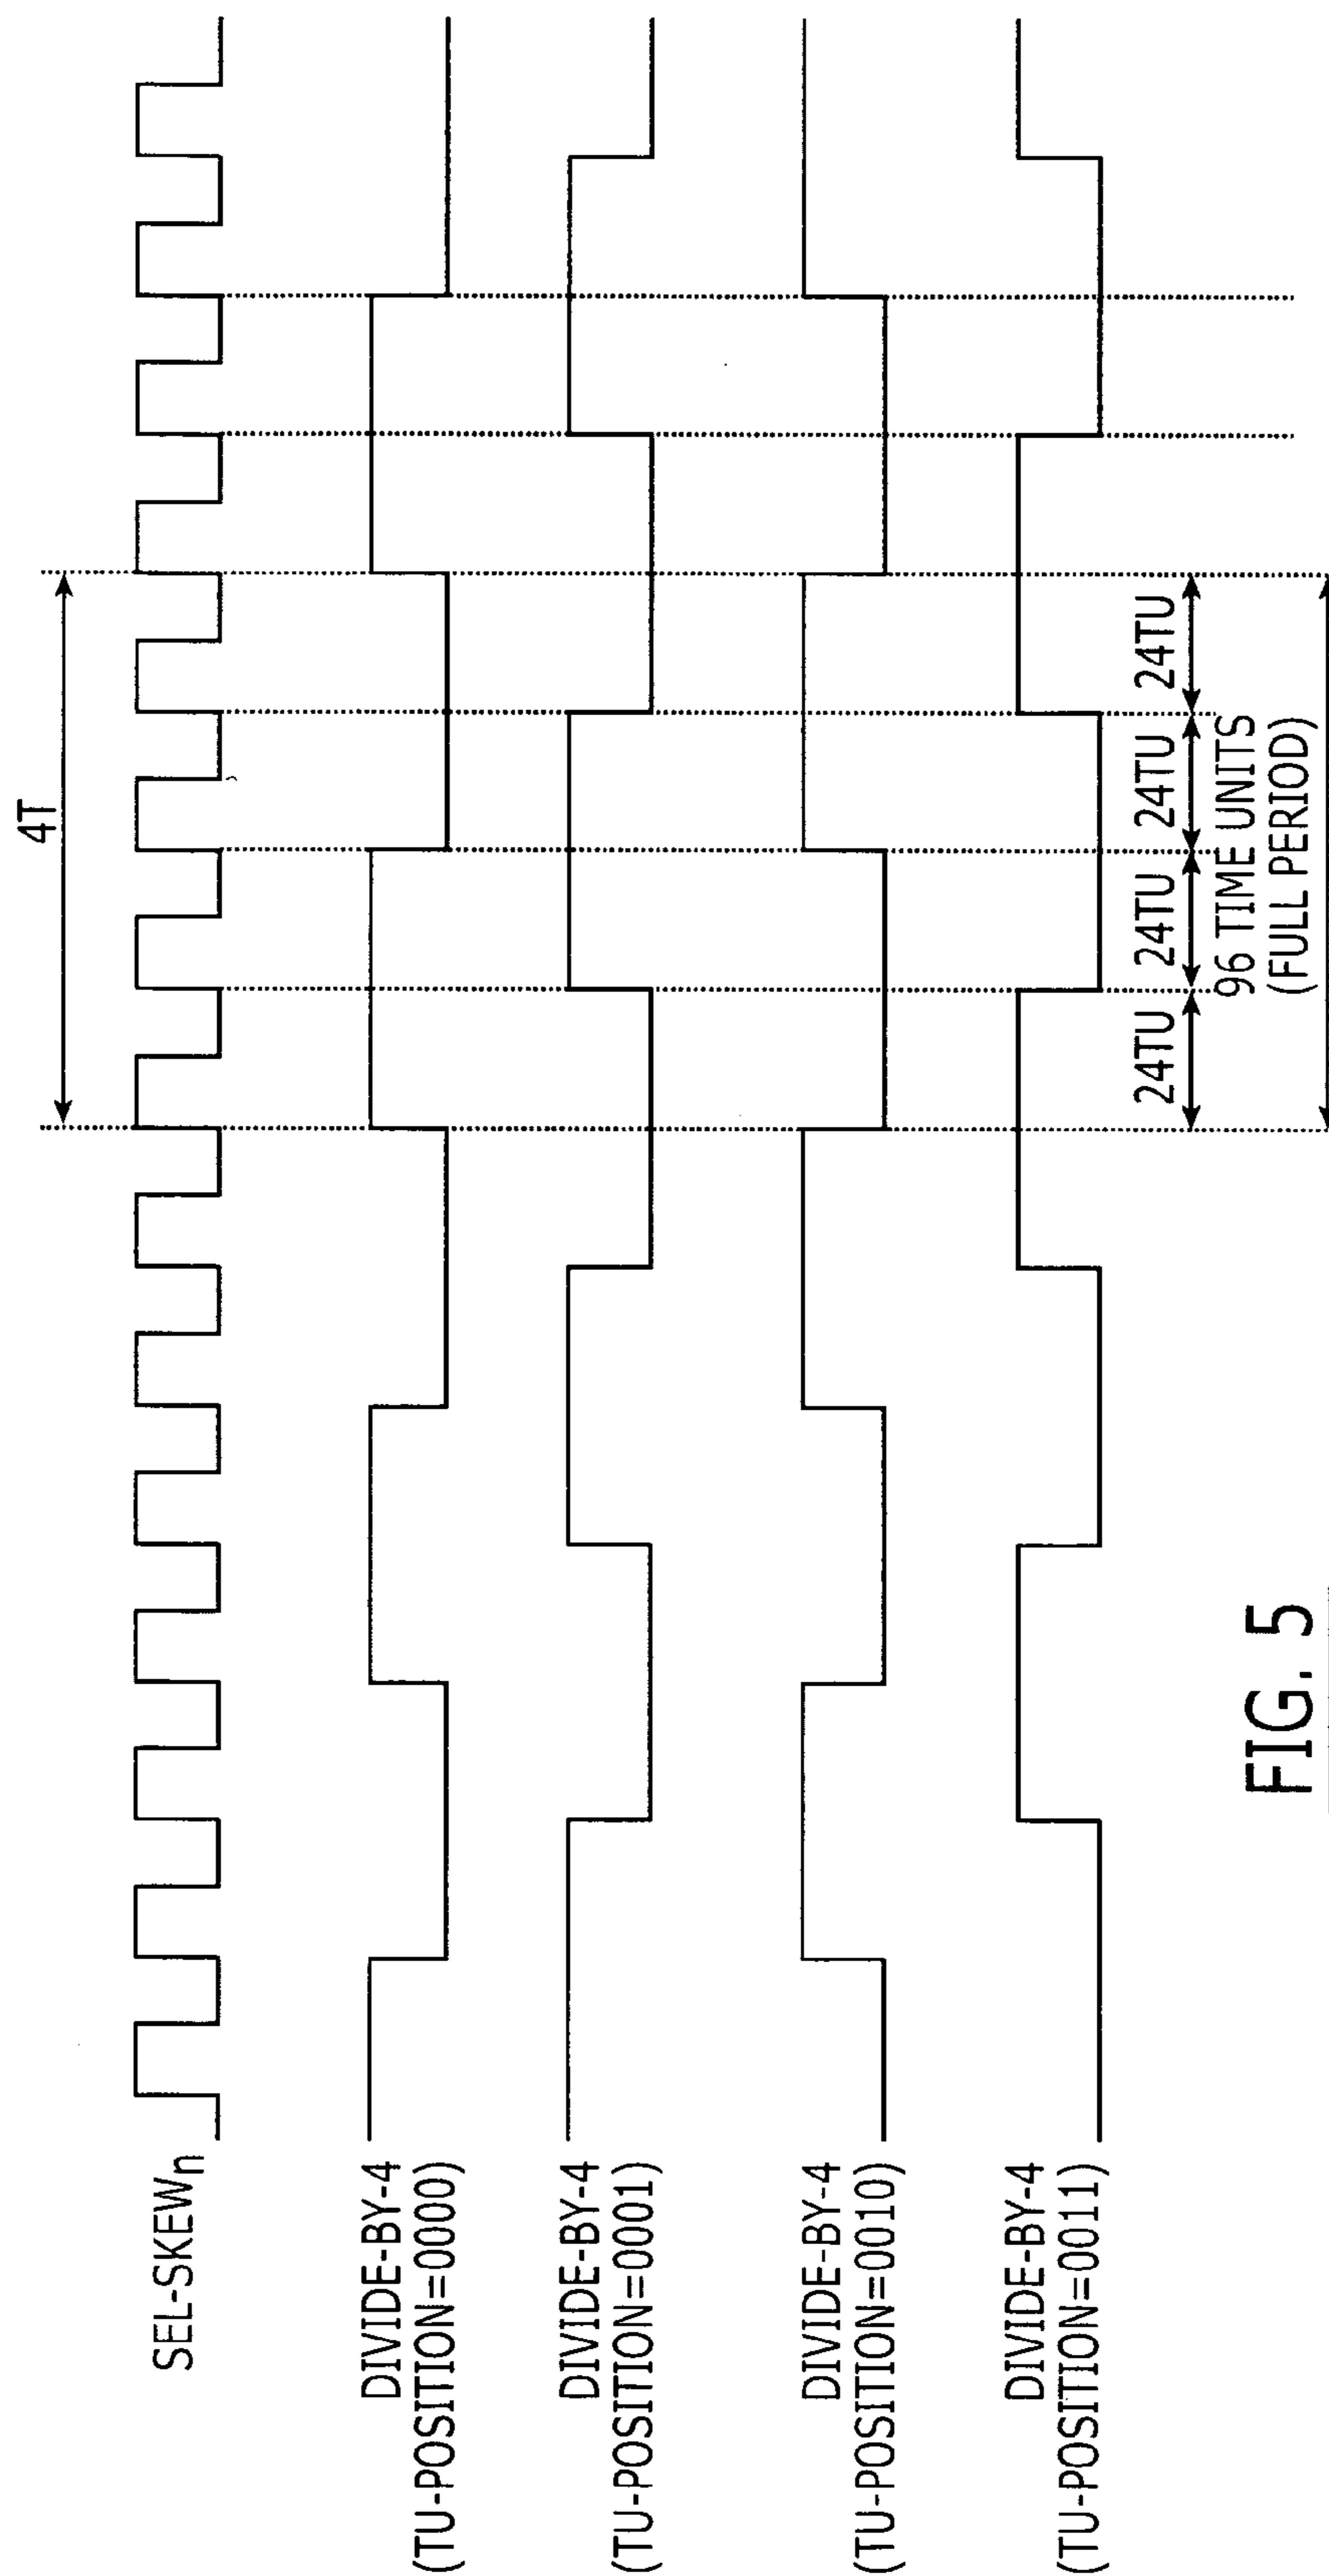 4T
SEL-SKEWn
DIVIDE-BY-4
(TU-POSITION=0000)
DIVIDE-BY-4
(TU-POSITION=0001)
DIVIDE-BY-4
(TU-POSITION=0010)
DIVIDE-BY-4
(TU-POSITION=0011)
24TU
24TU
24TU
24TU
96 TIME UNITS
(FULL PERIOD)
FIG. 5